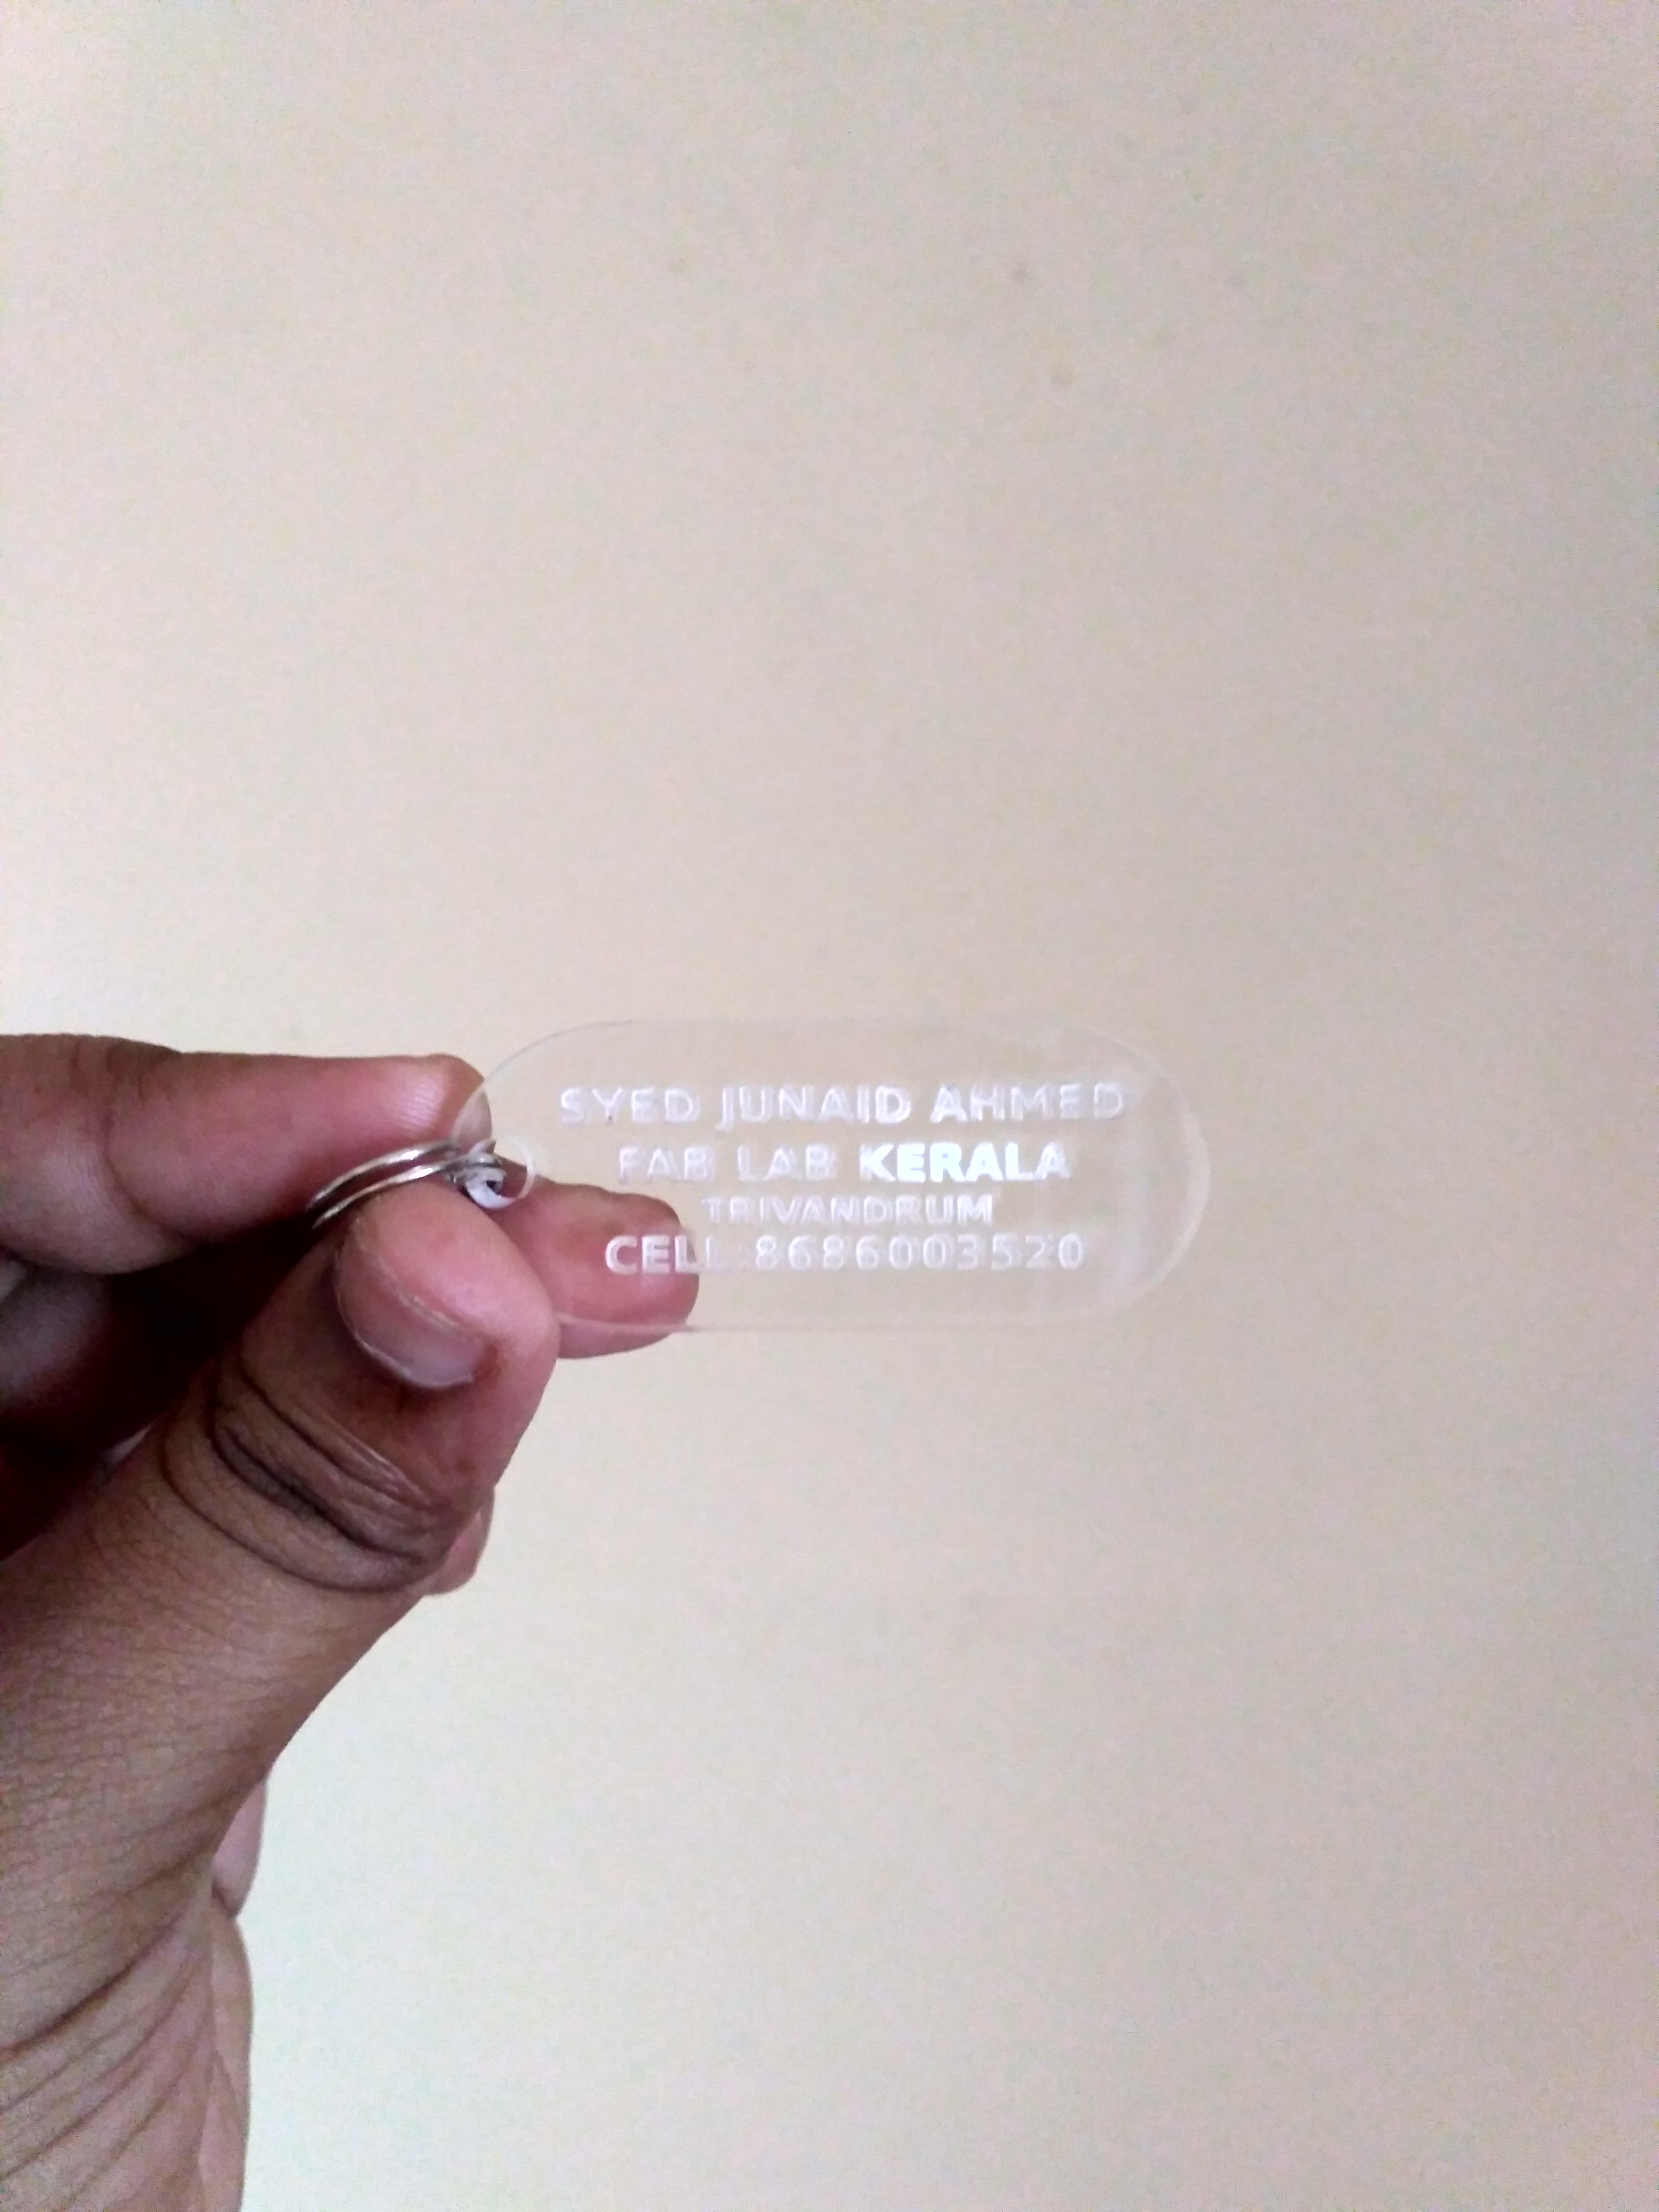 SYED JUNAID AHMED
FAB LAB KERALA
TRIVANDRUM
CELL:8686003520